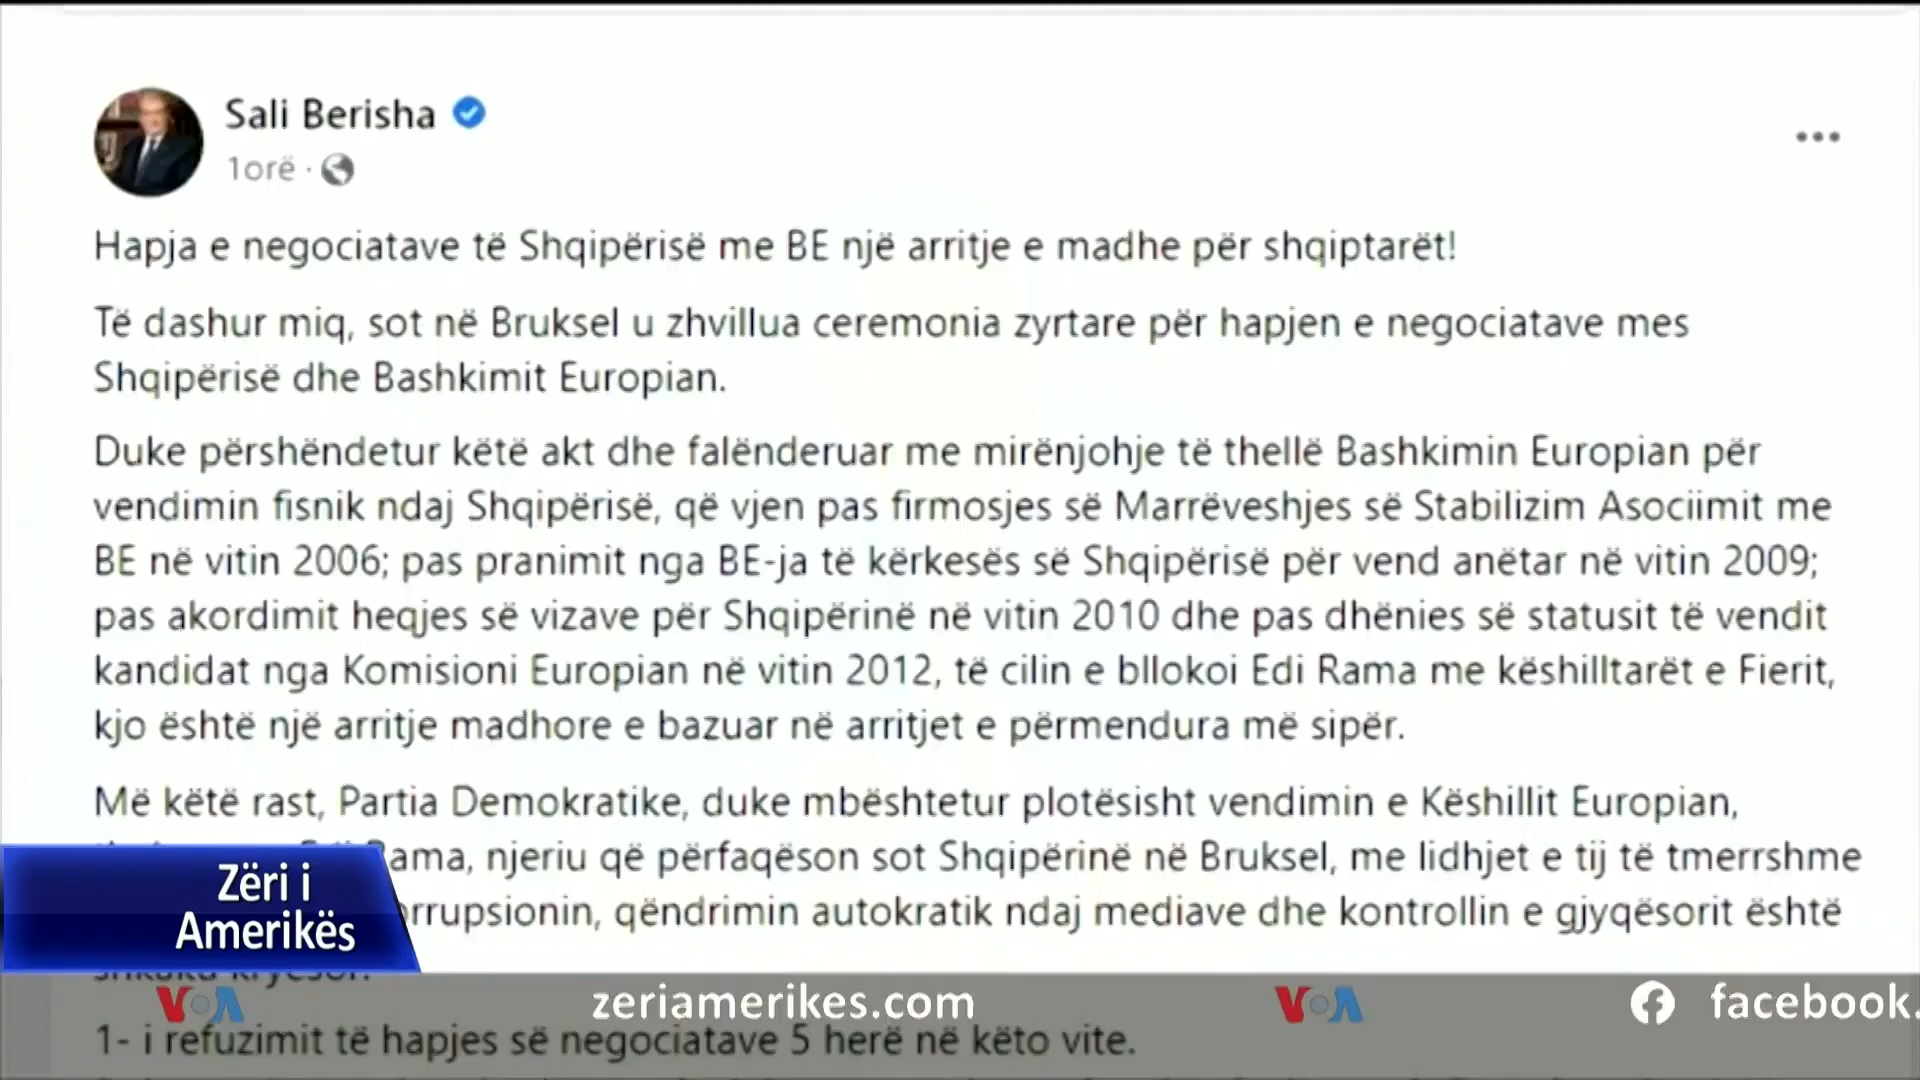 Sali Berisha
1orë ·
Hapja e negociatave të Shqipërisë me BE një arritje e madhe për shqiptarët!
Të dashur miq, sot në Bruksel u zhvillua ceremonia zyrtare për hapjen e negociatave mes
Shqipërisë dhe Bashkimit Europian.
Duke përshëndetur këtë akt dhe falënderuar me mirënjohje të thellë Bashkimin Europian për
vendimin fisnik ndaj Shqipërisë, që vjen pas firmosjes së Marrëveshjes së Stabilizim Asociimit me
BE në vitin 2006; pas pranimit nga BE-ja të kërkesës së Shqipërisë për vend anëtar në vitin 2009;
pas akordimit heqjes së vizave për Shqipërinë në vitin 2010 dhe pas dhënies së statusit të vendit
kandidat nga Komisioni Europian në vitin 2012, të cilin e bllokoi Edi Rama me këshilltarët e Fierit,
kjo është një arritje madhore e bazuar në arritjet e përmendura më sipër.
Më këtë rast, Partia Demokratike, duke mbështetur plotësisht vendimin e Këshillit Europian,
Rama, njeriu që përfaqëson sot Shqipërinë në Bruksel, me lidhjet e tij të tmerrshme
orrupsionin, qëndrimin autokratik ndaj mediave dhe kontrollin e gjyqësorit është
Zëri i
Amerikës
VOA zeriamerikes.com VOA facebook.
1- i refuzimit të hapjes së negociatave 5 herë në këto vite.